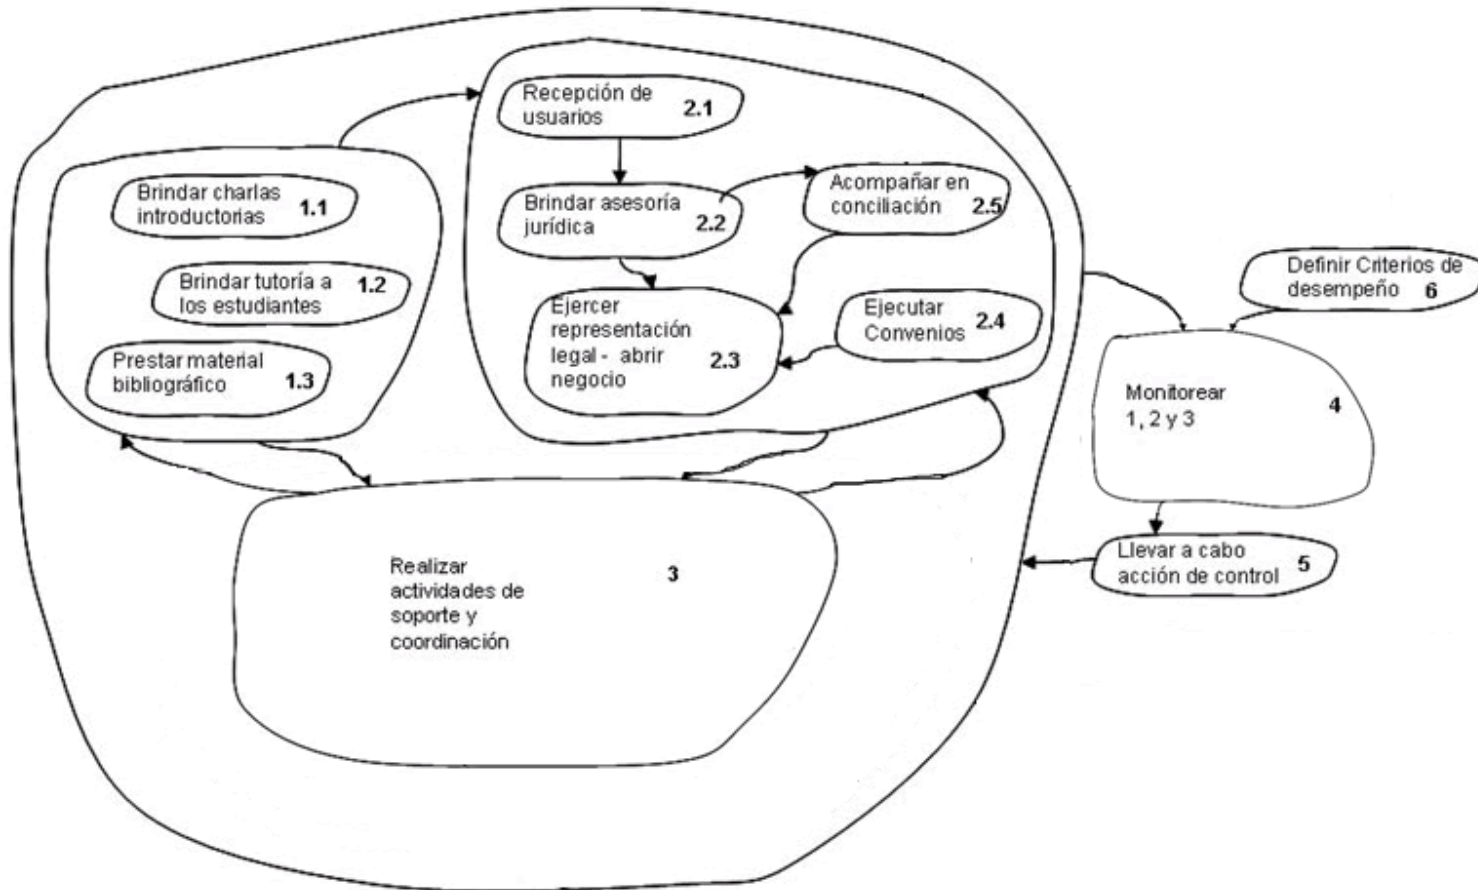 Recepción de
usuarios 2.1
Brindar charlas
introductorias 1.1
Brindar tutoría a
los estudiantes 1.2
Prestar material
bibliográfico 1.3
Brindar asesoría
jurídica 2.2
Acompañar en
conciliación 2.5
Ejercer
representación
legal - abrir
negocio 2.3
Ejecutar
Convenios 2.4
Definir Criterios de
desempeño 6
Monitorear
1, 2 y 3 4
Llevar a cabo
acción de control 5
Realizar 3
actividades de
soporte y
coordinación